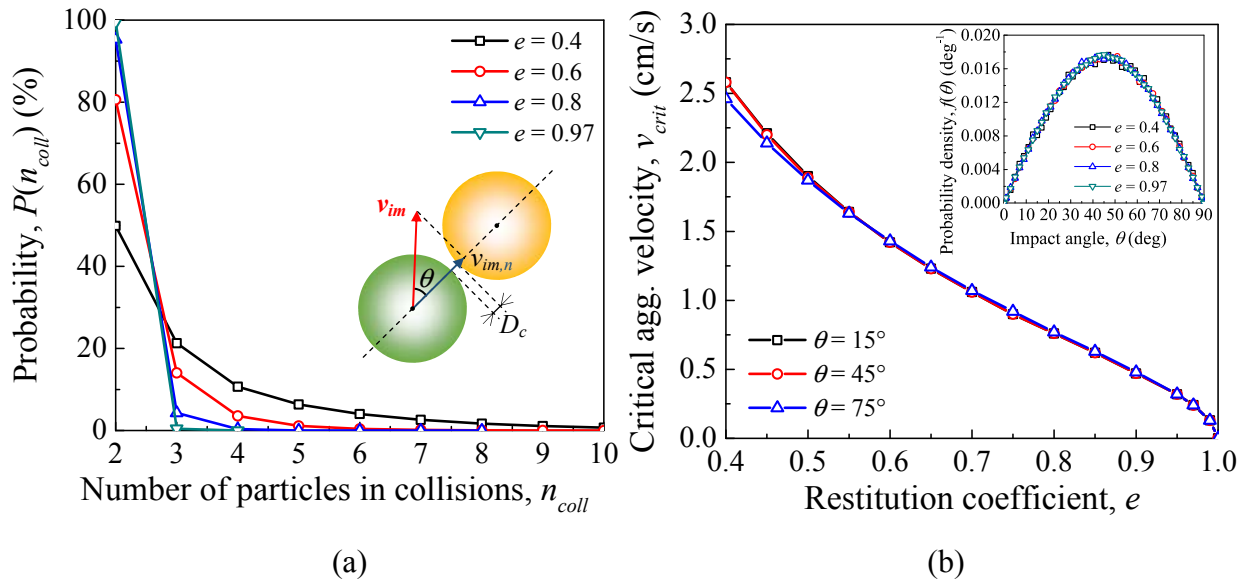 Probability, P(n_coll) (%)
100
80
60
40
20
0
2 3 4 5 6 7 8 9 10
Number of particles in collisions, n_coll
e = 0.4
e = 0.6
e = 0.8
e = 0.97
v_im
v_im,n
θ
D_c
(a)
Critical agg. velocity, v_crit (cm/s)
3.0
2.5
2.0
1.5
1.0
0.5
0.0
0.4 0.5 0.6 0.7 0.8 0.9 1.0
Restitution coefficient, e
θ = 15°
θ = 45°
θ = 75°
Probability density, f(θ) (deg⁻¹)
0.020
0.016
0.012
0.008
0.004
0.000
0 10 20 30 40 50 60 70 80 90
Impact angle, θ (deg)
e = 0.4
e = 0.6
e = 0.8
e = 0.97
(b)